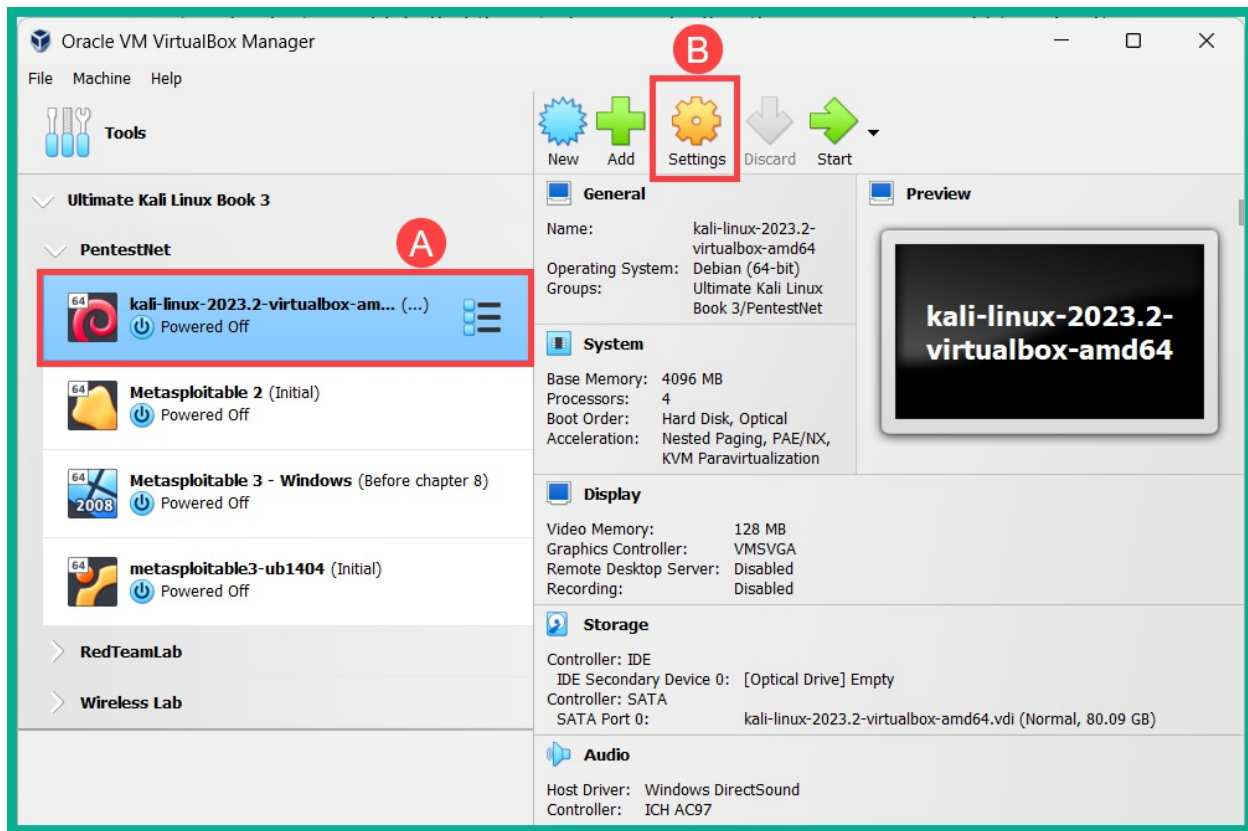 Oracle VM VirtualBox Manager
B
File Machine Help
Tools
New Add Settings Discard Start
Ultimate Kali Linux Book 3
PentestNet
A
64
kali-linux-2023.2-virtualbox-am... (...)
Powered Off
64
Metasploitable 2 (Initial)
Powered Off
64
2008
Metasploitable 3 - Windows (Before chapter 8)
Powered Off
64
metasploitable3-ub1404 (Initial)
Powered Off
RedTeamLab
Wireless Lab
General
Name: kali-linux-2023.2-
virtualbox-amd64
Operating System: Debian (64-bit)
Groups: Ultimate Kali Linux
Book 3/PentestNet
System
Base Memory: 4096 MB
Processors: 4
Boot Order: Hard Disk, Optical
Acceleration: Nested Paging, PAE/NX,
KVM Paravirtualization
Preview
kali-linux-2023.2-
virtualbox-amd64
Display
Video Memory: 128 MB
Graphics Controller: VMSVGA
Remote Desktop Server: Disabled
Recording: Disabled
Storage
Controller: IDE
IDE Secondary Device 0: [Optical Drive] Empty
Controller: SATA
SATA Port 0: kali-linux-2023.2-virtualbox-amd64.vdi (Normal, 80.09 GB)
Audio
Host Driver: Windows DirectSound
Controller: ICH AC97